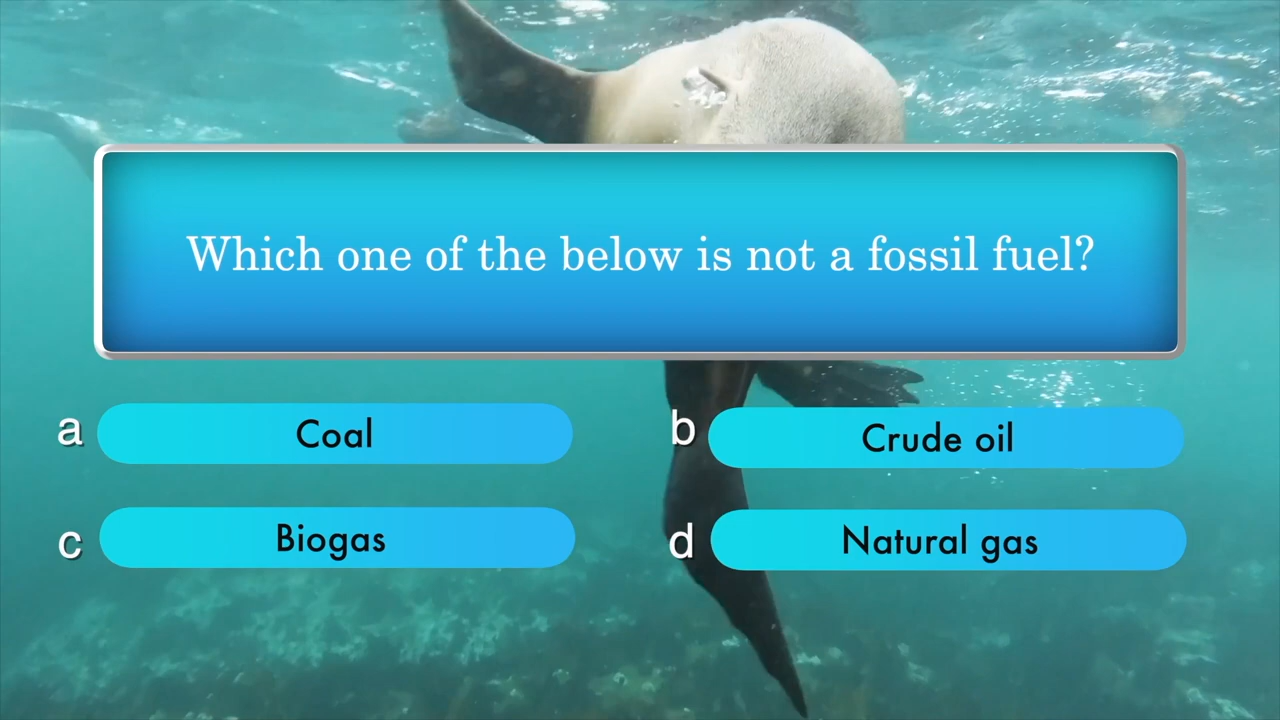 Which one of the below is not a fossil fuel?
a Coal
b Crude oil
c Biogas
d Natural gas